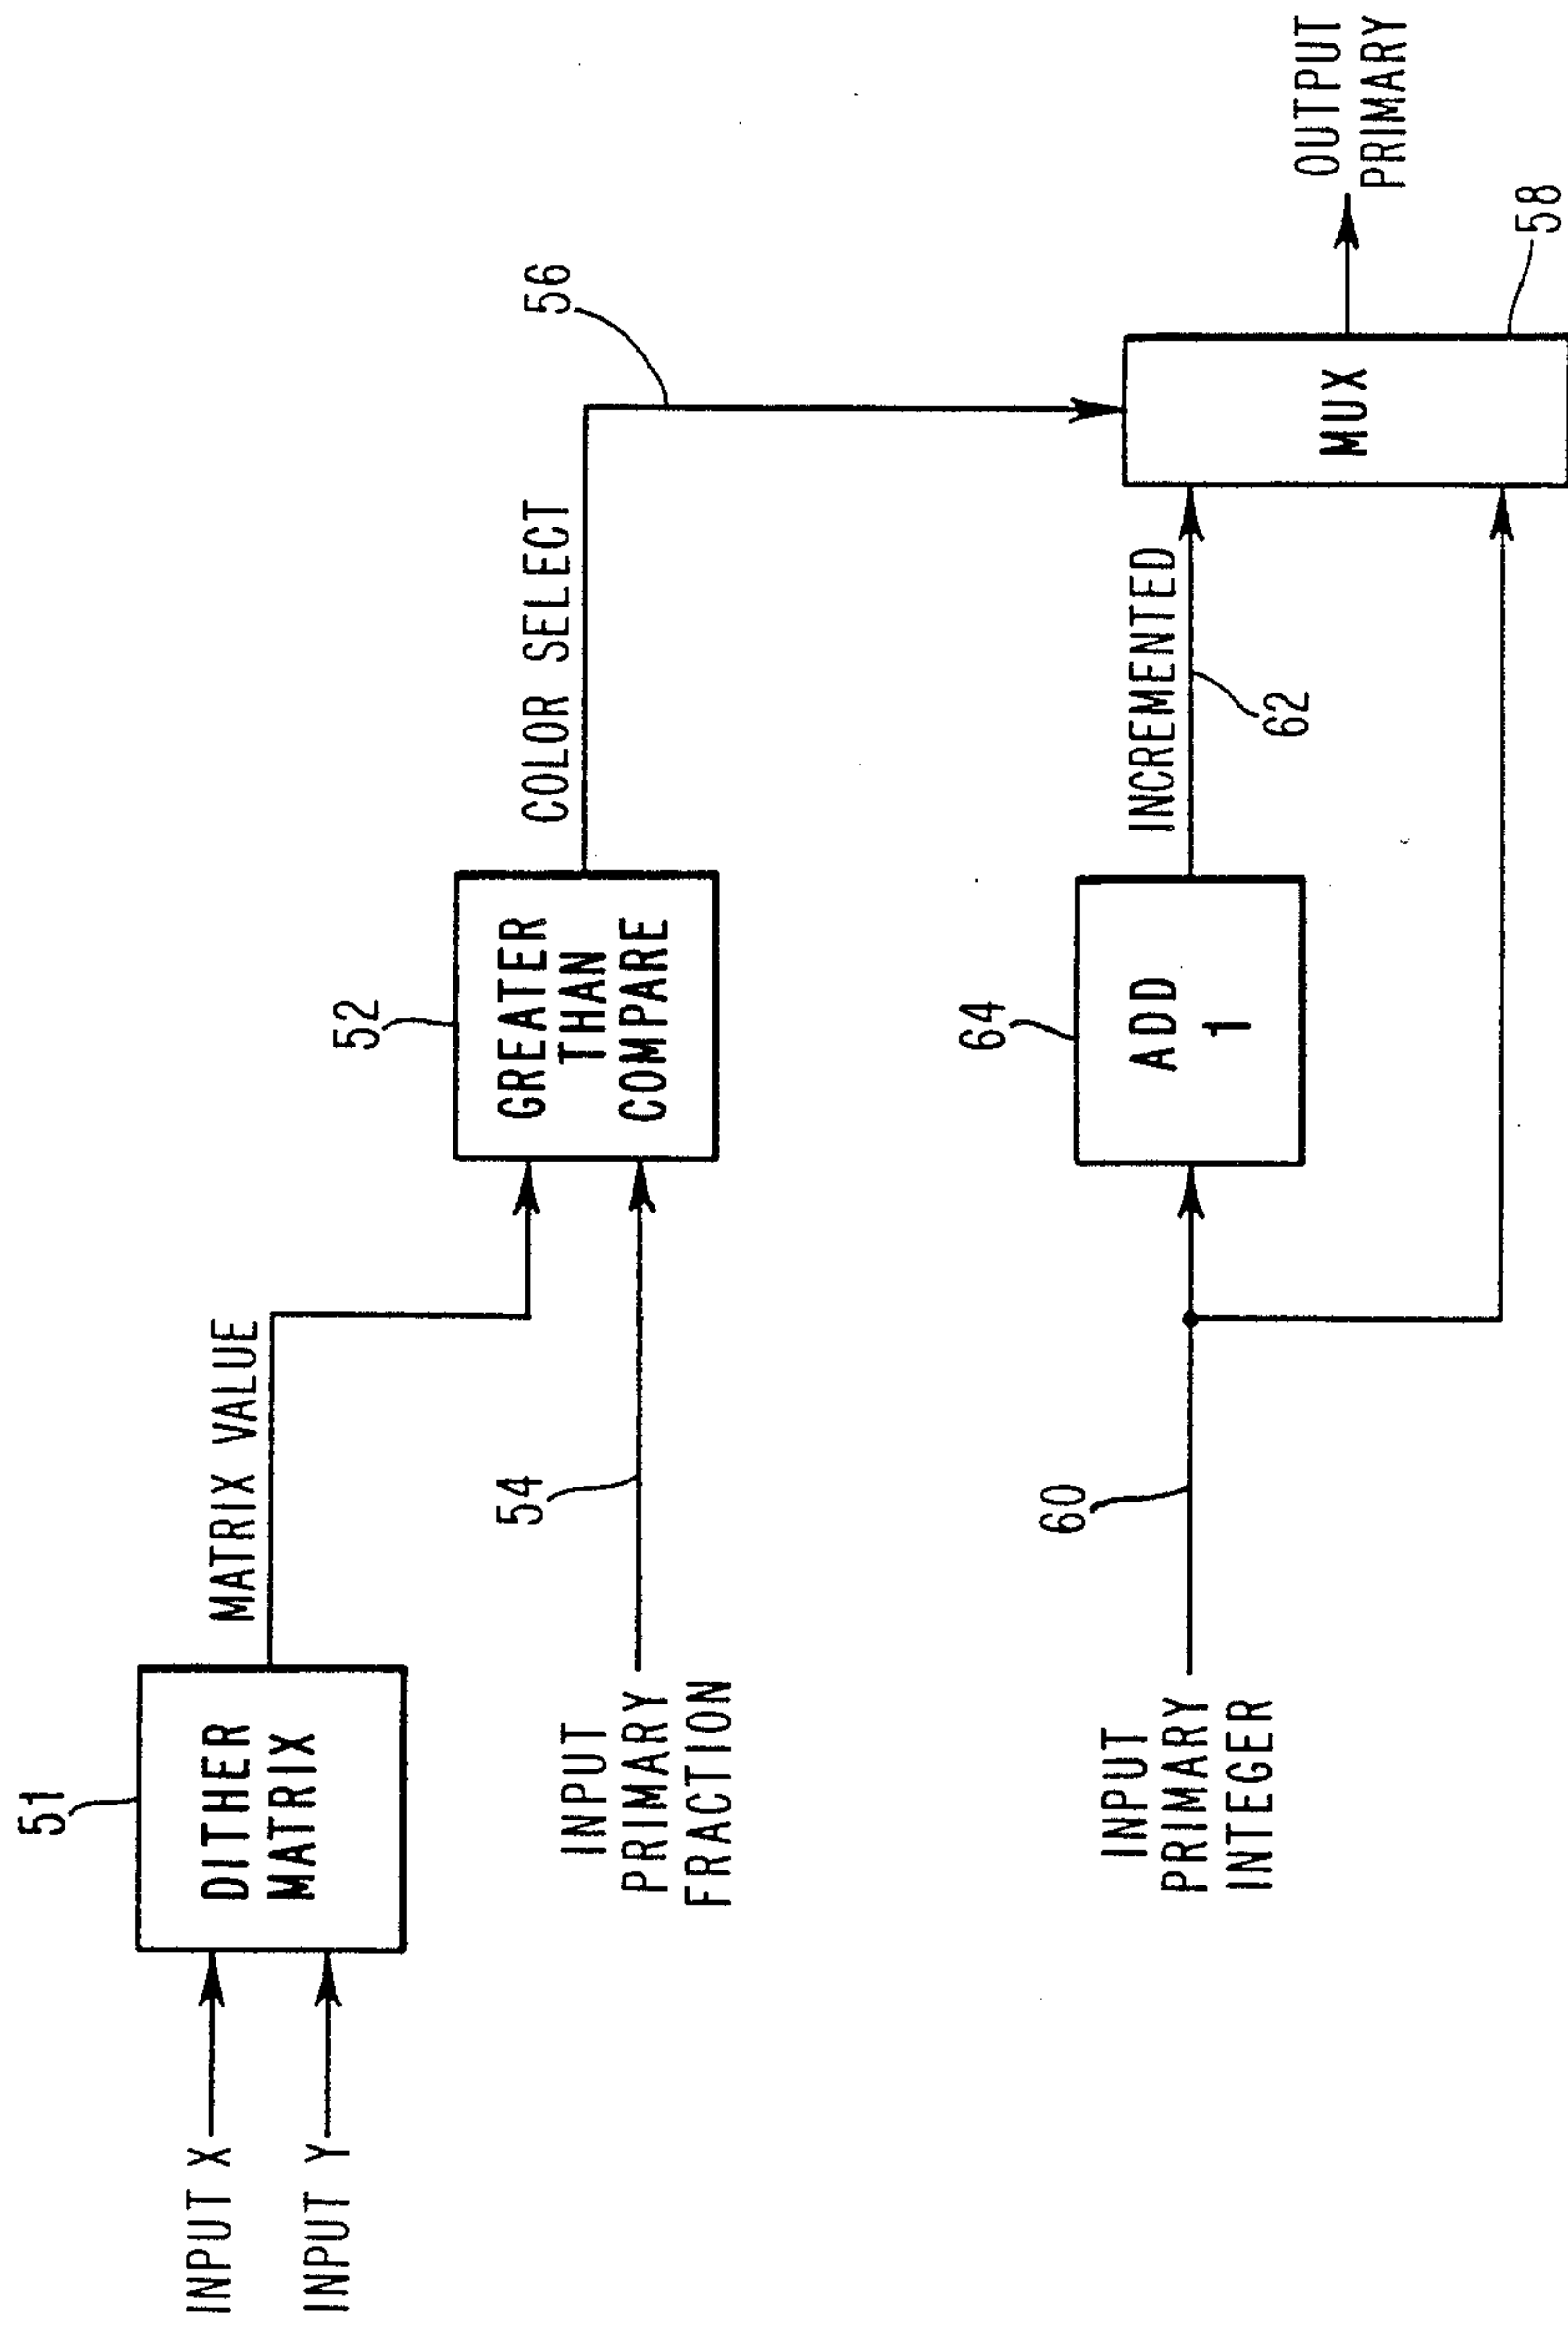 51
DITHER
MATRIX
INPUT X
INPUT Y
MATRIX VALUE
52
GREATER
THAN
COMPARE
54
INPUT
PRIMARY
FRACTION
COLOR SELECT
56
60
INPUT
PRIMARY
INTEGER
64
ADD
1
INCREMENTED
62
MUX
58
OUTPUT
PRIMARY